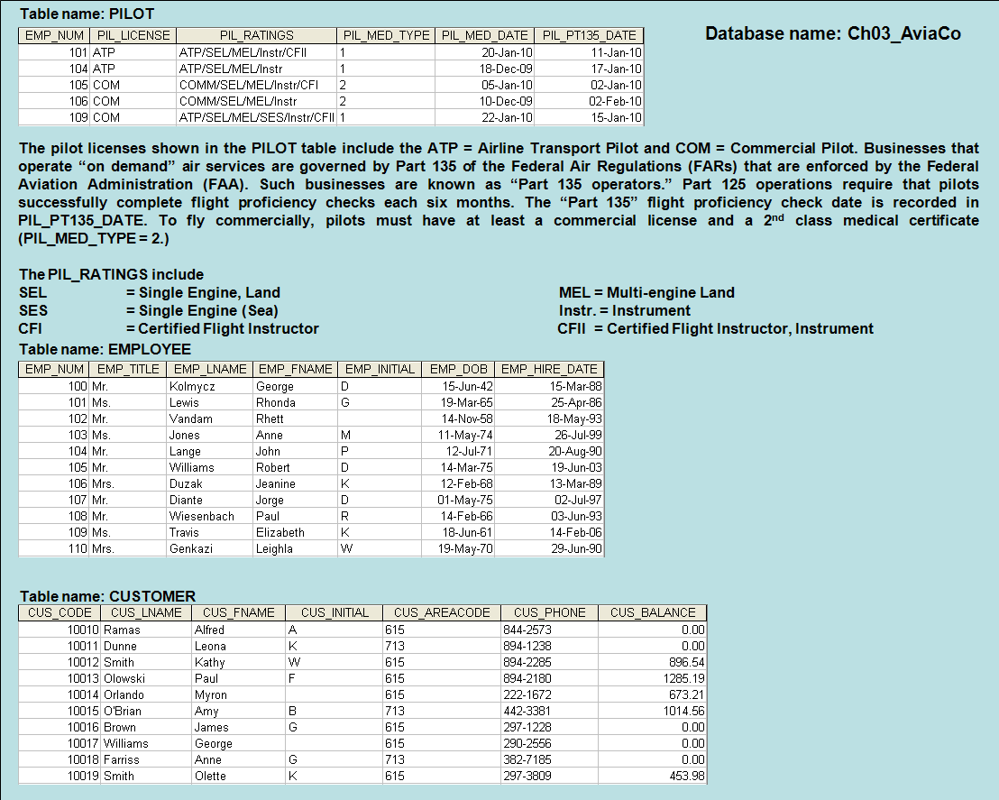 Table name: PILOT
Database name: Ch03_AviaCo
EMP_NUM PIL_LICENSE PIL_RATINGS PIL_MED_TYPE PIL_MED_DATE PIL_PT135_DATE
101 ATP ATP/SEL/MEL/Instr/CFII 1 20-Jan-10 11-Jan-10
104 ATP ATP/SEL/MEL/Instr 1 18-Dec-09 17-Jan-10
105 COM COMM/SEL/MEL/Instr/CFI 2 05-Jan-10 02-Jan-10
106 COM COMM/SEL/MEL/Instr 2 10-Dec-09 02-Feb-10
109 COM ATP/SEL/MEL/SES/Instr/CFII 1 22-Jan-10 15-Jan-10
The pilot licenses shown in the PILOT table include the ATP = Airline Transport Pilot and COM = Commercial Pilot. Businesses that
operate “on demand” air services are governed by Part 135 of the Federal Air Regulations (FARs) that are enforced by the Federal
Aviation Administration (FAA). Such businesses are known as “Part 135 operators.” Part 125 operations require that pilots
successfully complete flight proficiency checks each six months. The “Part 135” flight proficiency check date is recorded in
PIL_PT135_DATE. To fly commercially, pilots must have at least a commercial license and a 2nd class medical certificate
(PIL_MED_TYPE = 2.)
The PIL_RATINGS include
SEL = Single Engine, Land MEL = Multi-engine Land
SES = Single Engine (Sea) Instr. = Instrument
CFI = Certified Flight Instructor CFII = Certified Flight Instructor, Instrument
Table name: EMPLOYEE
EMP_NUM EMP_TITLE EMP_LNAME EMP_FNAME EMP_INITIAL EMP_DOB EMP_HIRE_DATE
100 Mr. Kolmycz George D 15-Jun-42 15-Mar-88
101 Ms. Lewis Rhonda G 19-Mar-65 25-Apr-86
102 Mr. Vandam Rhett 14-Nov-58 18-May-93
103 Ms. Jones Anne M 11-May-74 26-Jul-99
104 Mr. Lange John P 12-Jul-71 20-Aug-90
105 Mr. Williams Robert D 14-Mar-75 19-Jun-03
106 Mrs. Duzak Jeanine K 12-Feb-68 13-Mar-89
107 Mr. Diante Jorge D 01-May-75 02-Jul-97
108 Mr. Wiesenbach Paul R 14-Feb-66 03-Jun-93
109 Ms. Travis Elizabeth K 18-Jun-61 14-Feb-06
110 Mrs. Genkazi Leighla W 19-May-70 29-Jun-90
Table name: CUSTOMER
CUS_CODE CUS_LNAME CUS_FNAME CUS_INITIAL CUS_AREACODE CUS_PHONE CUS_BALANCE
10010 Ramas Alfred A 615 844-2573 0.00
10011 Dunne Leona K 713 894-1238 0.00
10012 Smith Kathy W 615 894-2285 896.54
10013 Olowski Paul F 615 894-2180 1285.19
10014 Orlando Myron 615 222-1672 673.21
10015 O'Brian Amy B 713 442-3381 1014.56
10016 Brown James G 615 297-1228 0.00
10017 Williams George 615 290-2556 0.00
10018 Farriss Anne G 713 382-7185 0.00
10019 Smith Olette K 615 297-3809 453.98